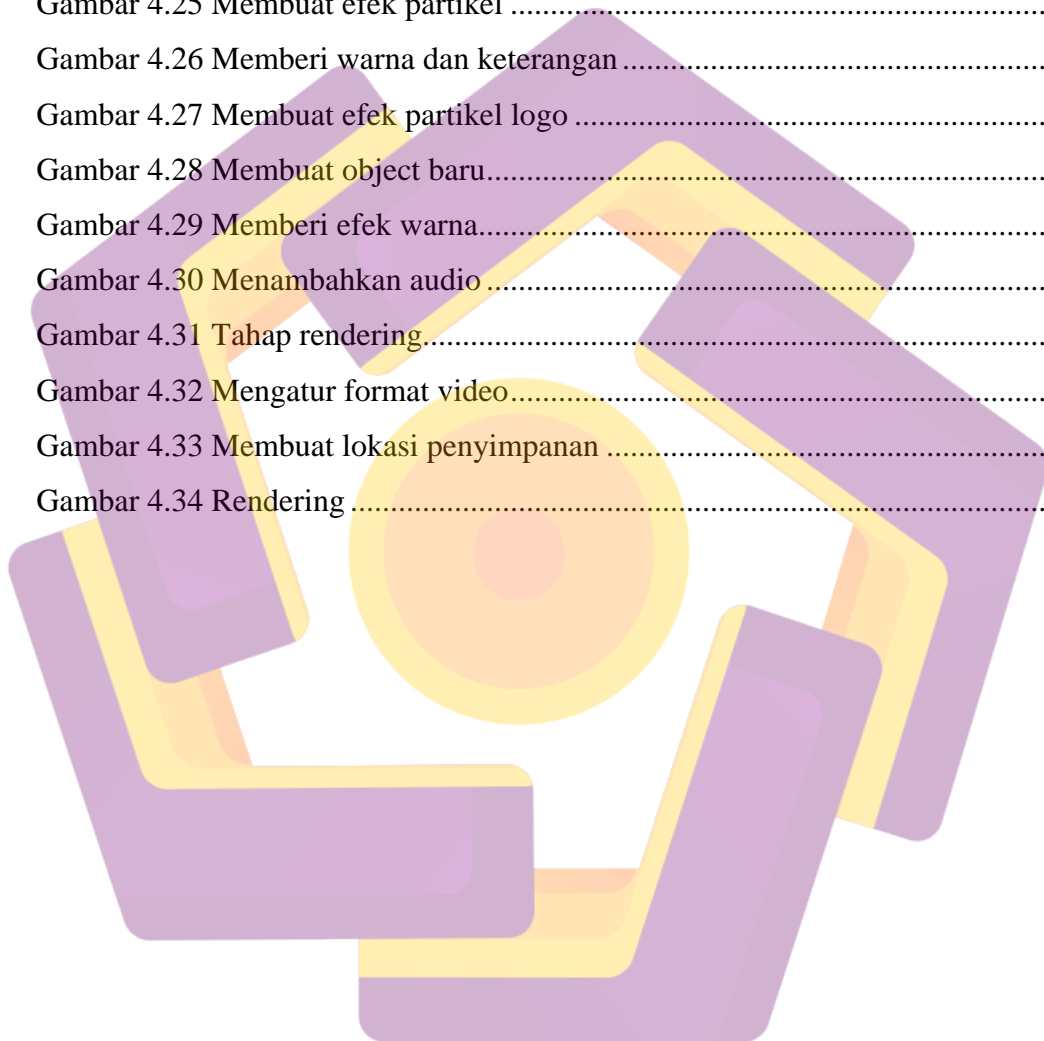 Gambar 4.25 Membuat efek partikel ................................................................
Gambar 4.26 Memberi warna dan keterangan ..................................................
Gambar 4.27 Membuat efek partikel logo ........................................................
Gambar 4.28 Membuat object baru...................................................................
Gambar 4.29 Memberi efek warna....................................................................
Gambar 4.30 Menambahkan audio ...................................................................
Gambar 4.31 Tahap rendering...........................................................................
Gambar 4.32 Mengatur format video................................................................
Gambar 4.33 Membuat lokasi penyimpanan ....................................................
Gambar 4.34 Rendering ....................................................................................